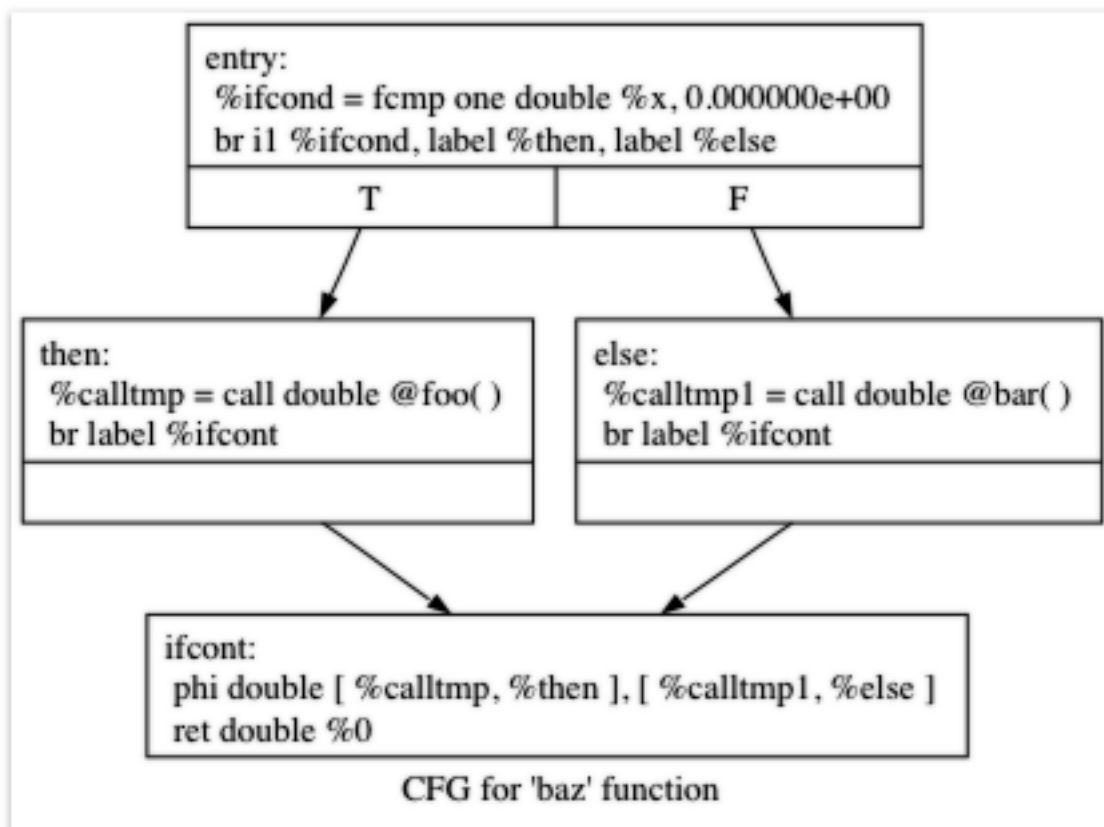 entry:
%ifcond = fcmp one double %x, 0.000000e+00
br i1 %ifcond, label %then, label %else
T
F
then:
%calltmp = call double @foo( )
br label %ifcont
else:
%calltmp1 = call double @bar( )
br label %ifcont
ifcont:
phi double [ %calltmp, %then ], [ %calltmp1, %else ]
ret double %0
CFG for 'baz' function